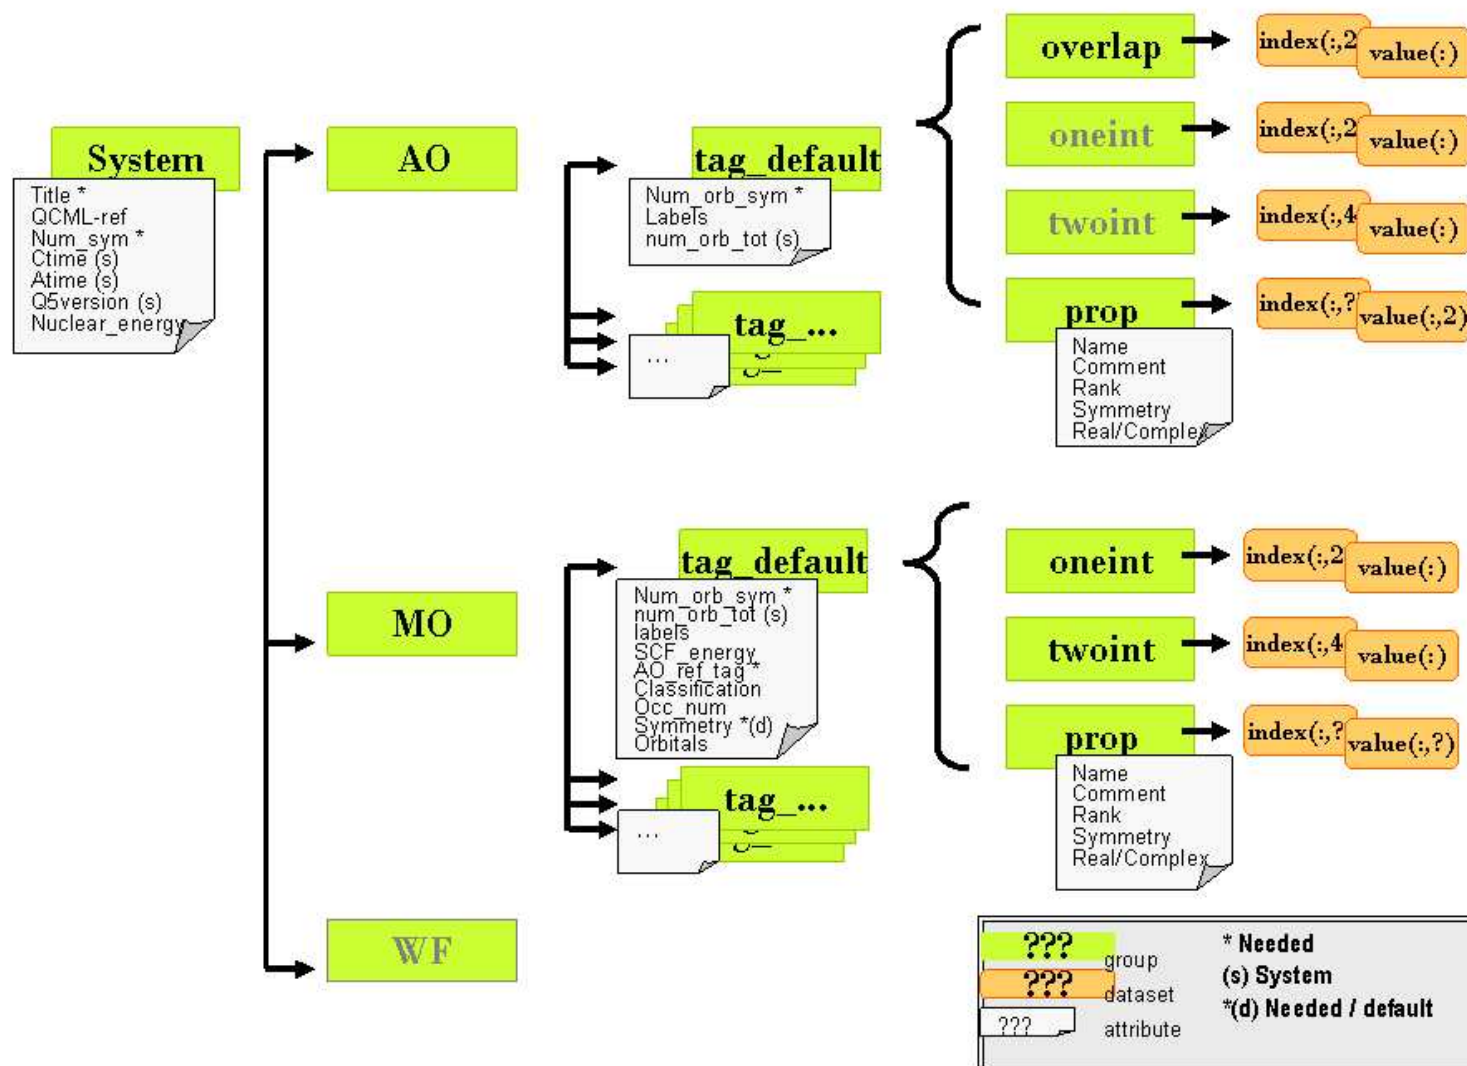 System
Title *
QCML-ref
Num_sym *
Ctime (s)
Atime (s)
Q5version (s)
Nuclear_energy
AO
tag_default
Num_orb_sym *
Labels
num_orb_tot (s)
tag_...
...
overlap
index(:,2
value(:)
oneint
index(:,2
value(:)
twoint
index(:,4
value(:)
prop
index(:,?
value(:,2)
Name
Comment
Rank
Symmetry
Real/Complex
MO
tag_default
Num_orb_sym *
num_orb_tot (s)
labels
SCF_energy
AO_ref_tag *
Classification
Occ_num
Symmetry *(d)
Orbitals
tag_...
...
oneint
index(:,2
value(:)
twoint
index(:,4
value(:)
prop
index(:,?
value(:,?)
Name
Comment
Rank
Symmetry
Real/Complex
WF
??? group
??? dataset
??? attribute
* Needed
(s) System
*(d) Needed / default